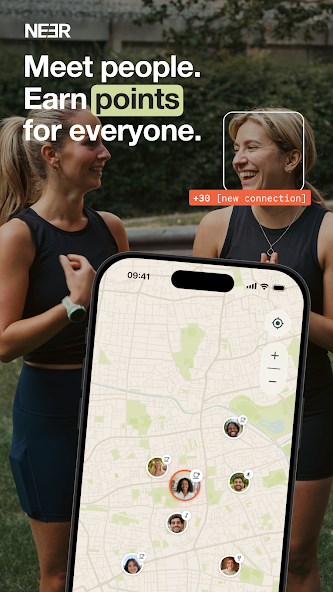 NEER
Meet people.
Earn points
for everyone.
+30 [new connection]
09:41
+
−